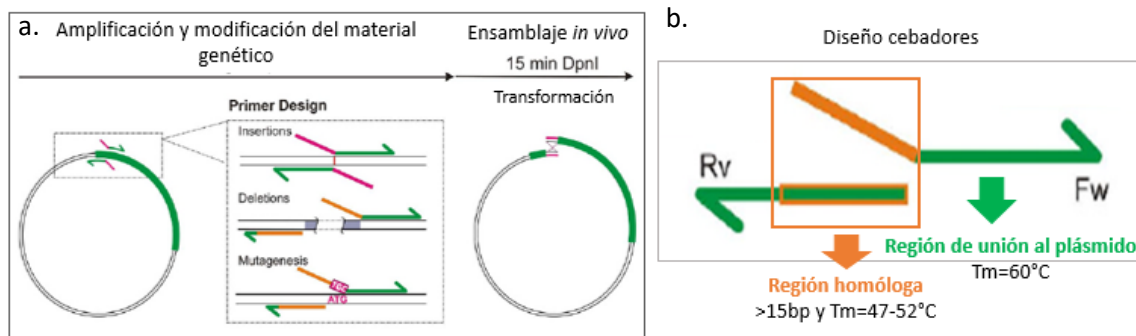 a.
Amplificación y modificación del material
genético
Ensamblaje in vivo
15 min DpnI
Transformación
Primer Design
Insertions
Deletions
Mutagenesis
TGC
ATG
b.
Diseño cebadores
Rv
Fw
Región de unión al plásmido
Tm=60°C
Región homóloga
>15bp y Tm=47-52°C